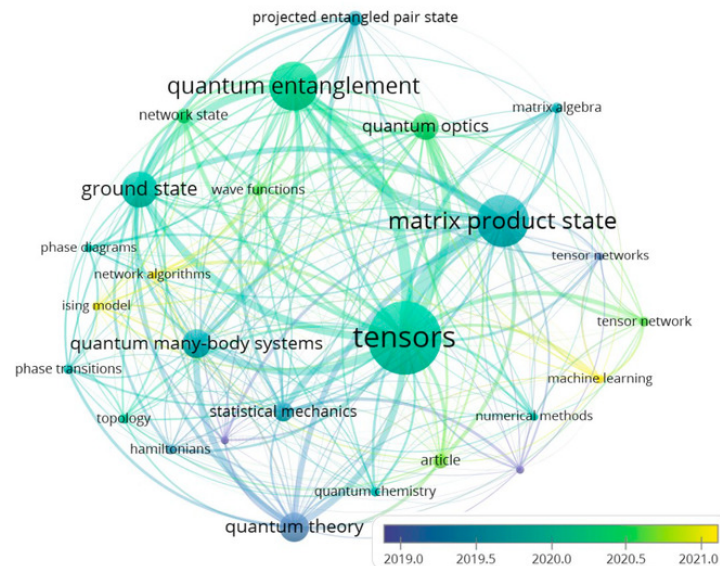 projected entangled pair state
quantum entanglement
matrix algebra
network state
quantum optics
ground state
wave functions
matrix product state
phase diagrams
tensor networks
network algorithms
ising model
tensor network
quantum many-body systems
tensors
phase transitions
machine learning
statistical mechanics
numerical methods
topology
hamiltonians
article
quantum chemistry
quantum theory
2019.0 2019.5 2020.0 2020.5 2021.0